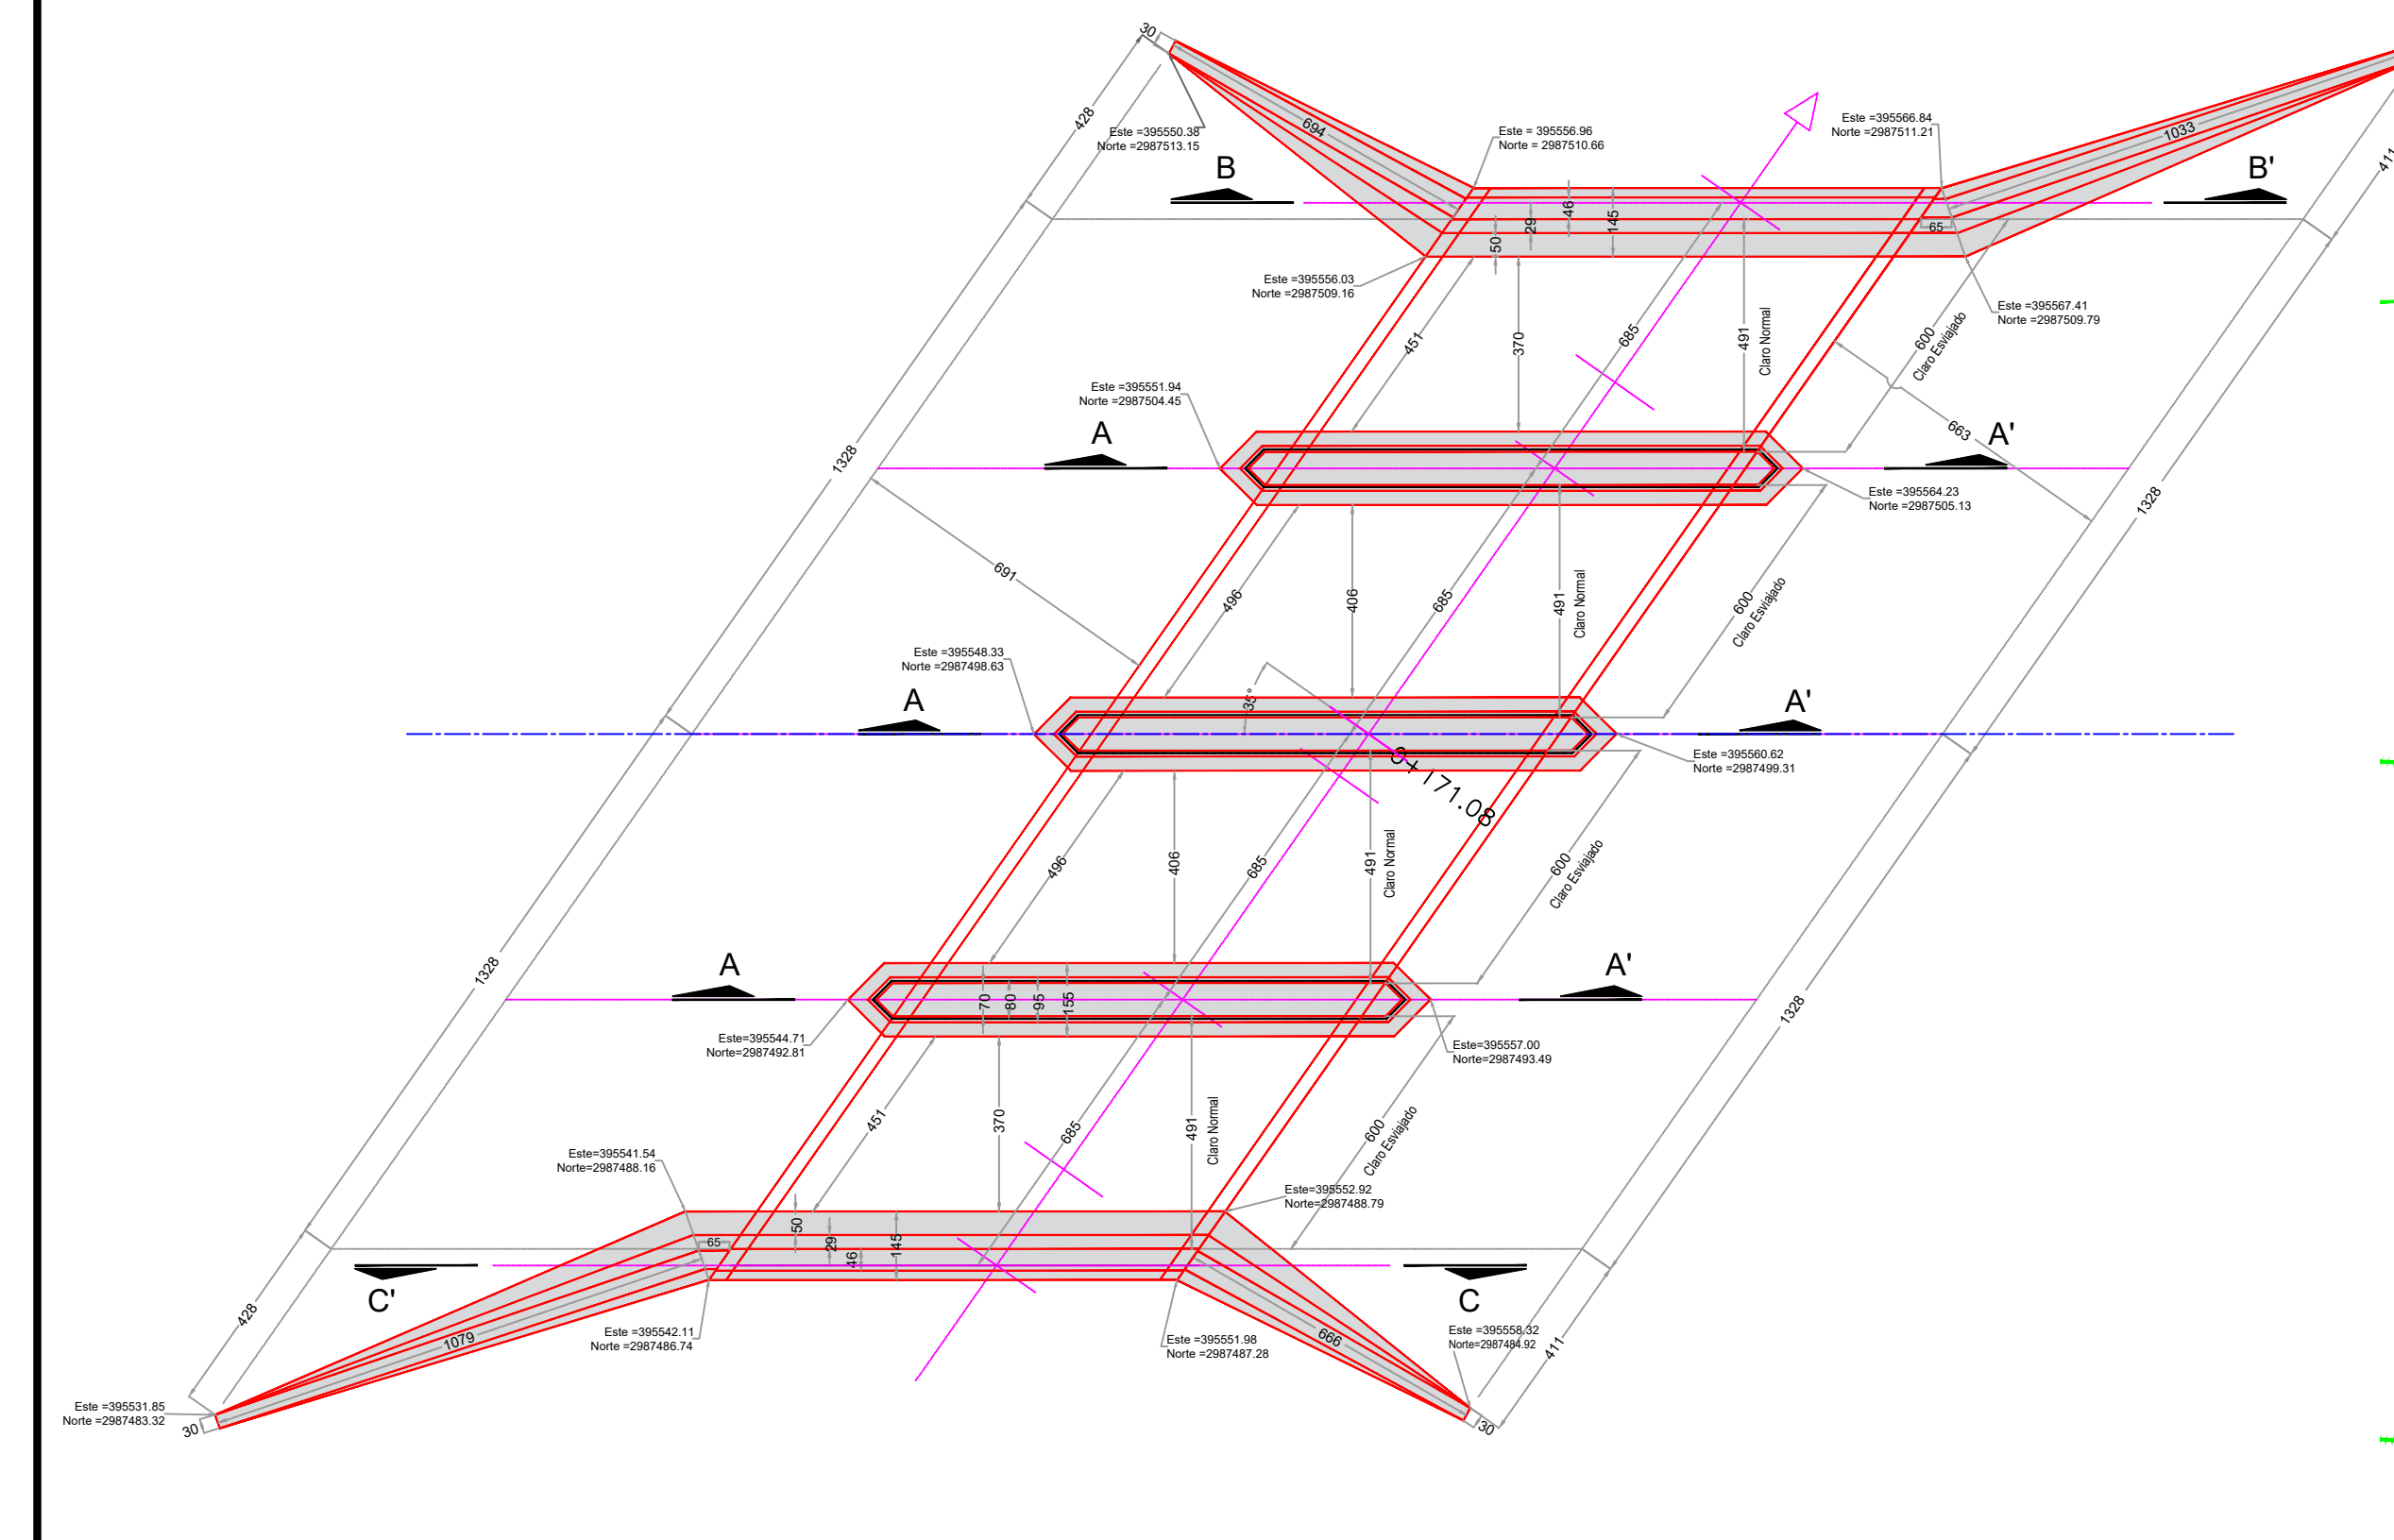 30
428
Este =395550.38
Norte =2987513.15
694
Este = 395556.96
Norte = 2987510.66
Este =395566.84
Norte =2987511.21
1033
411
B
B'
50
29
46
145
65
Este =395556.03
Norte =2987509.16
Este =395567.41
Norte =2987509.79
451
370
685
491
Claro Normal
600
Claro Esviajado
663
1328
Este =395551.94
Norte =2987504.45
A
A'
Este =395564.23
Norte =2987505.13
1328
691
496
406
685
491
Claro Normal
600
Claro Esviajado
Este =395548.33
Norte =2987498.63
35°
A
A'
Este =395560.62
Norte =2987499.31
8+171.08
496
406
685
491
Claro Normal
600
Claro Esviajado
1328
1328
A
A'
70
80
95
155
Este=395544.71
Norte=2987492.81
Este=395557.00
Norte=2987493.49
451
370
685
491
Claro Normal
600
Claro Esviajado
Este=395541.54
Norte=2987488.16
Este=395552.92
Norte=2987488.79
50
29
46
145
65
C'
C
428
1079
Este =395542.11
Norte =2987486.74
Este =395551.98
Norte =2987487.28
666
Este =395558.32
Norte=2987484.92
411
Este =395531.85
Norte =2987483.32
30
30